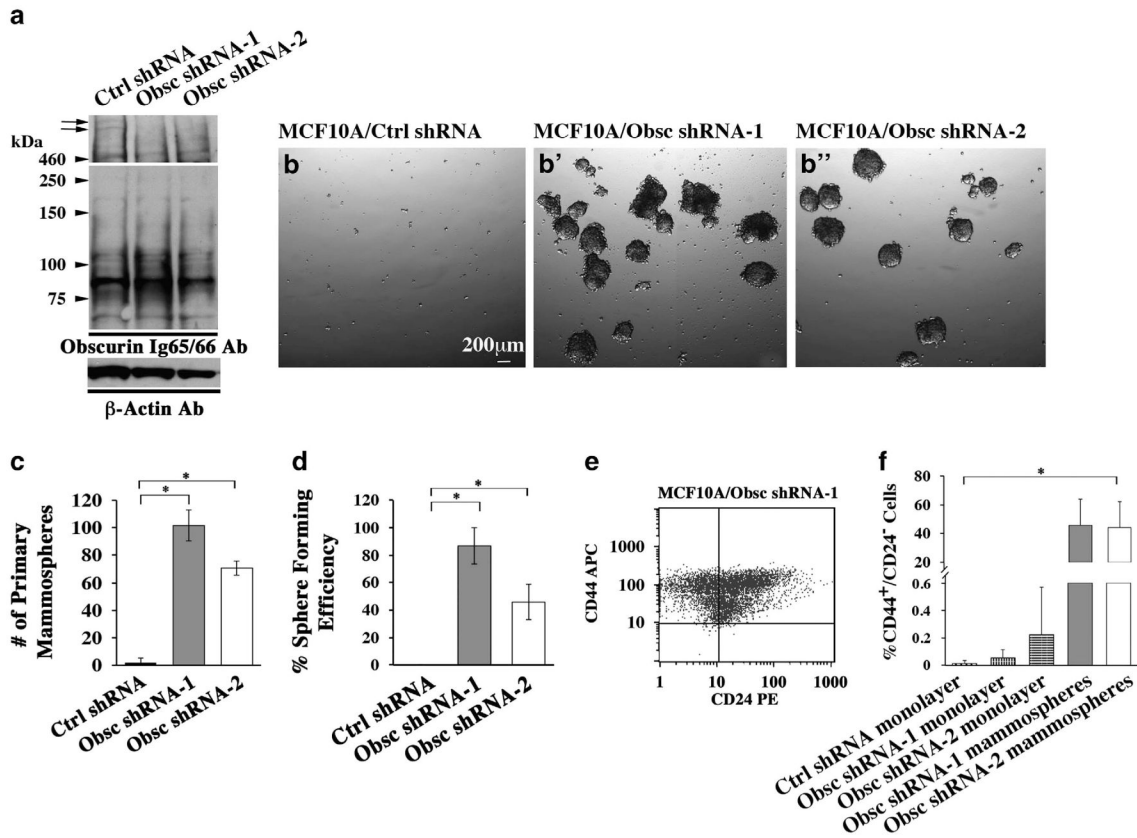 a
Ctrl shRNA
Obsc shRNA-1
Obsc shRNA-2
kDa
460
250
150
100
75
Obscurin Ig65/66 Ab
β-Actin Ab
MCF10A/Ctrl shRNA
b
200μm
MCF10A/Obsc shRNA-1
b'
MCF10A/Obsc shRNA-2
b''
c
# of Primary
Mammospheres
120
100
80
60
40
20
0
*
*
Ctrl shRNA
Obsc shRNA-1
Obsc shRNA-2
d
% Sphere Forming
Efficiency
120
100
80
60
40
20
0
*
*
Ctrl shRNA
Obsc shRNA-1
Obsc shRNA-2
e
MCF10A/Obsc shRNA-1
CD44 APC
1000
100
10
1
10
100
1000
CD24 PE
f
%CD44+/CD24- Cells
80
60
40
20
0.6
0.4
0.2
0
*
Ctrl shRNA monolayer
Obsc shRNA-1 monolayer
Obsc shRNA-2 monolayer
Obsc shRNA-1 mammospheres
Obsc shRNA-2 mammospheres